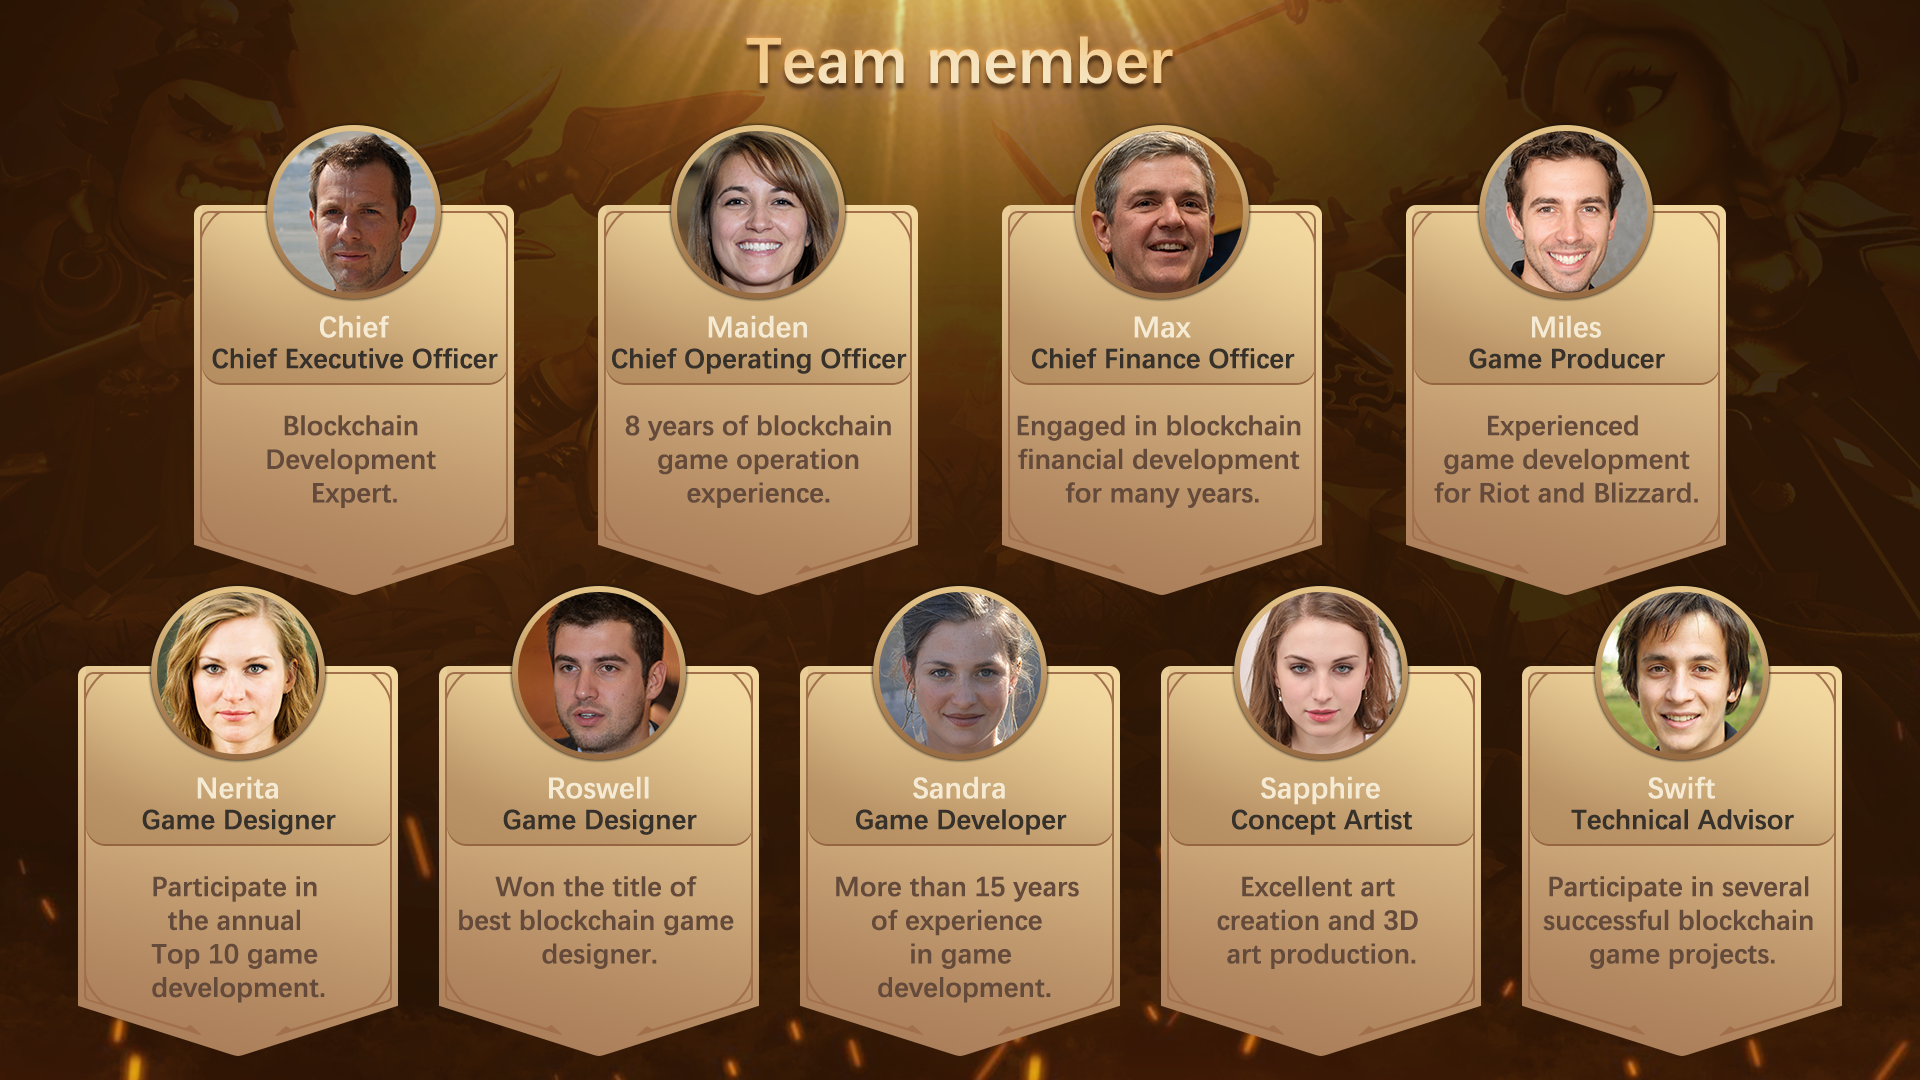 Team member
Chief
Chief Executive Officer
Blockchain
Development
Expert.
Maiden
Chief Operating Officer
8 years of blockchain
game operation
experience.
Max
Chief Finance Officer
Engaged in blockchain
financial development
for many years.
Miles
Game Producer
Experienced
game development
for Riot and Blizzard.
Nerita
Game Designer
Participate in
the annual
Top 10 game
development.
Roswell
Game Designer
Won the title of
best blockchain game
designer.
Sandra
Game Developer
More than 15 years
of experience
in game
development.
Sapphire
Concept Artist
Excellent art
creation and 3D
art production.
Swift
Technical Advisor
Participate in several
successful blockchain
game projects.